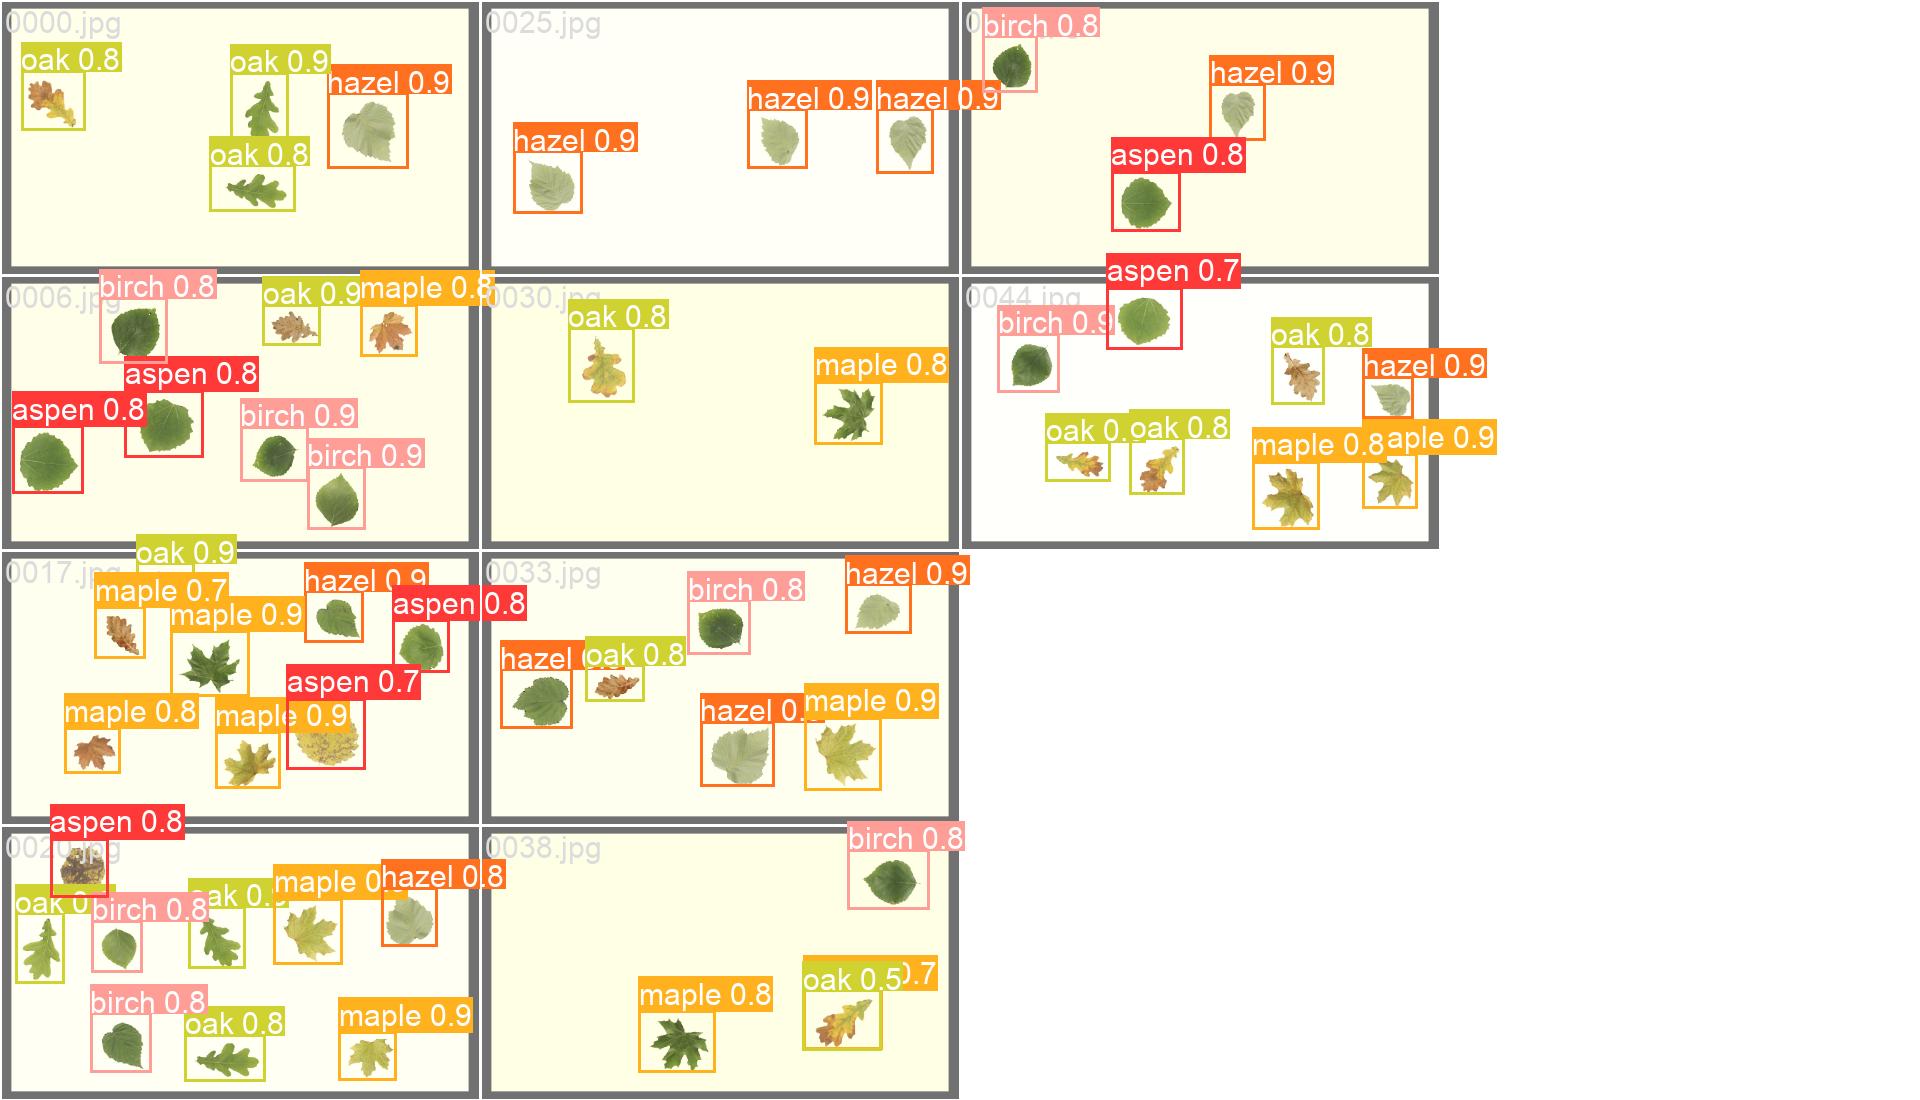 0000.jpg
oak 0.8
oak 0.9
hazel 0.9
oak 0.8
0025.jpg
hazel 0.9
hazel 0.9
hazel 0.9
birch 0.8
hazel 0.9
aspen 0.8
0006.jpg
birch 0.8
oak 0.9
maple 0.8
aspen 0.8
aspen 0.8
birch 0.9
birch 0.9
0030.jpg
oak 0.8
maple 0.8
0044.jpg
aspen 0.7
birch 0.9
oak 0.8
hazel 0.9
oak
oak 0.8
maple 0.8
aple 0.9
0017.jpg
oak 0.9
maple 0.7
maple 0.9
hazel 0.9
aspen 0.8
aspen 0.7
maple 0.8
maple 0.9
0033.jpg
birch 0.8
hazel 0.9
hazel
oak 0.8
hazel
maple 0.9
0020.jpg
aspen 0.8
oak
birch 0.8
oak
maple
hazel 0.8
birch 0.8
oak 0.8
maple 0.9
0038.jpg
birch 0.8
maple 0.8
oak 0.5
0.7